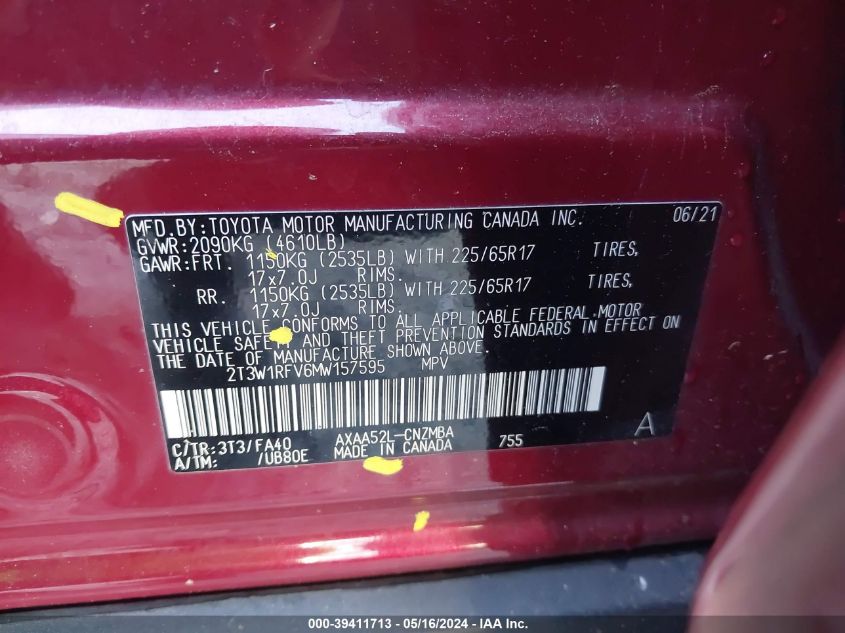 MFD.BY:TOYOTA MOTOR MANUFACTURING CANADA INC. 06/21
GVWR:2090KG (4610LB)
GAWR:FRT. 1150KG (2535LB) WITH 225/65R17 TIRES,
17x7.0J RIMS.
RR. 1150KG (2535LB) WITH 225/65R17 TIRES,
17x7.0J RIMS.
THIS VEHICLE CONFORMS TO ALL APPLICABLE FEDERAL MOTOR
VEHICLE SAFETY AND THEFT PREVENTION STANDARDS IN EFFECT ON
THE DATE OF MANUFACTURE SHOWN ABOVE.
2T3W1RFV6MW157595 MPV
C/TR:3T3/FA40 AXAA52L-CNZMBA 755 A
A/TM: /UB80E MADE IN CANADA
000-39411713 - 05/16/2024 - IAA Inc.